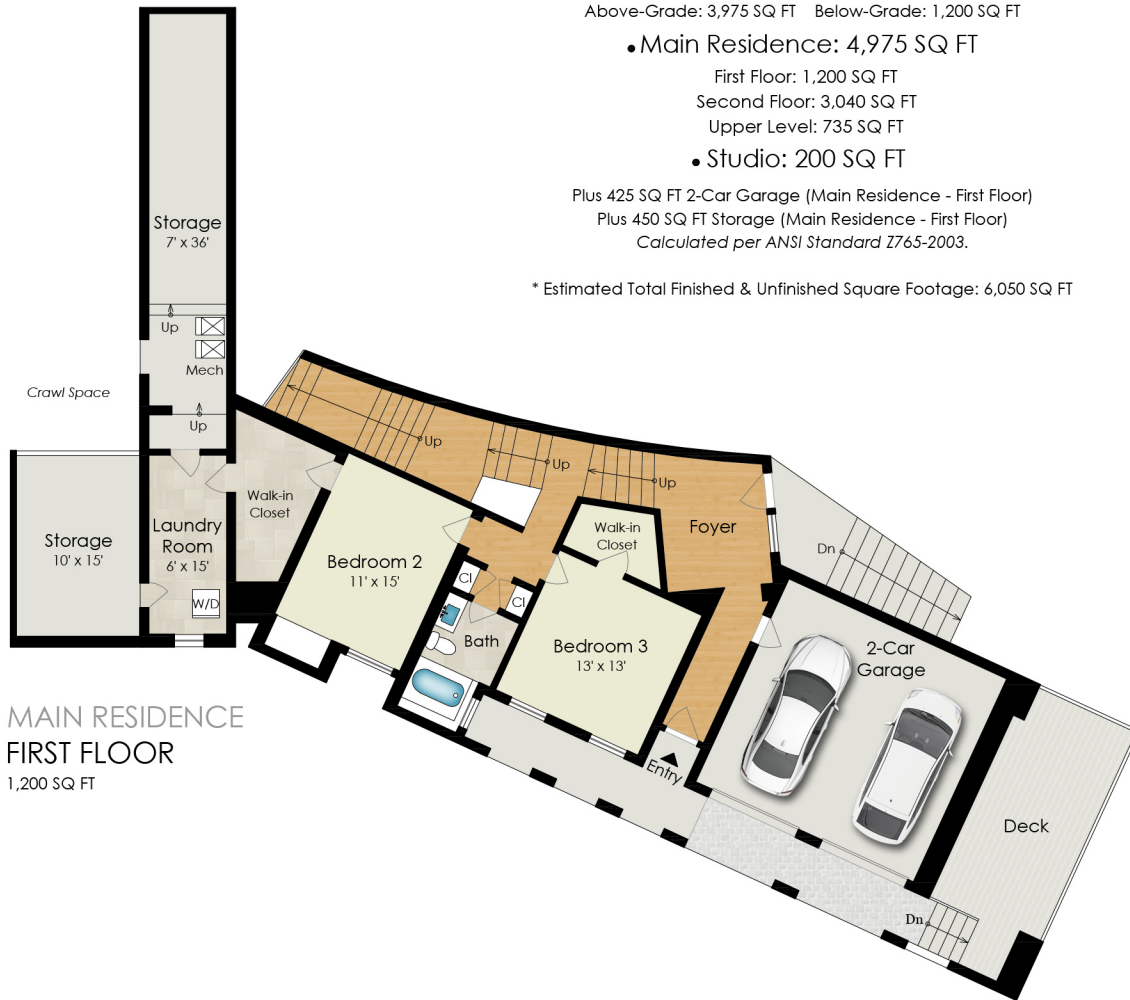 Above-Grade: 3,975 SQ FT Below-Grade: 1,200 SQ FT
• Main Residence: 4,975 SQ FT
First Floor: 1,200 SQ FT
Second Floor: 3,040 SQ FT
Upper Level: 735 SQ FT
• Studio: 200 SQ FT
Plus 425 SQ FT 2-Car Garage (Main Residence - First Floor)
Plus 450 SQ FT Storage (Main Residence - First Floor)
Calculated per ANSI Standard Z765-2003.
* Estimated Total Finished & Unfinished Square Footage: 6,050 SQ FT
Storage
7' x 36'
Up
Mech
Crawl Space
Up
Storage
10' x 15'
Laundry
Room
6' x 15'
W/D
Walk-in
Closet
Bedroom 2
11' x 15'
Up
Up
Up
Cl
Cl
Bath
Walk-in
Closet
Bedroom 3
13' x 13'
Foyer
Dn
Entry
2-Car
Garage
Deck
Dn
MAIN RESIDENCE
FIRST FLOOR
1,200 SQ FT